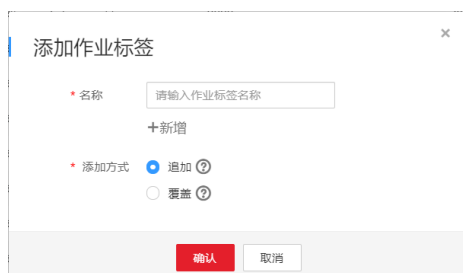 添加作业标签
×
* 名称 请输入作业标签名称
+新增
* 添加方式 追加 ?
覆盖 ?
确认 取消